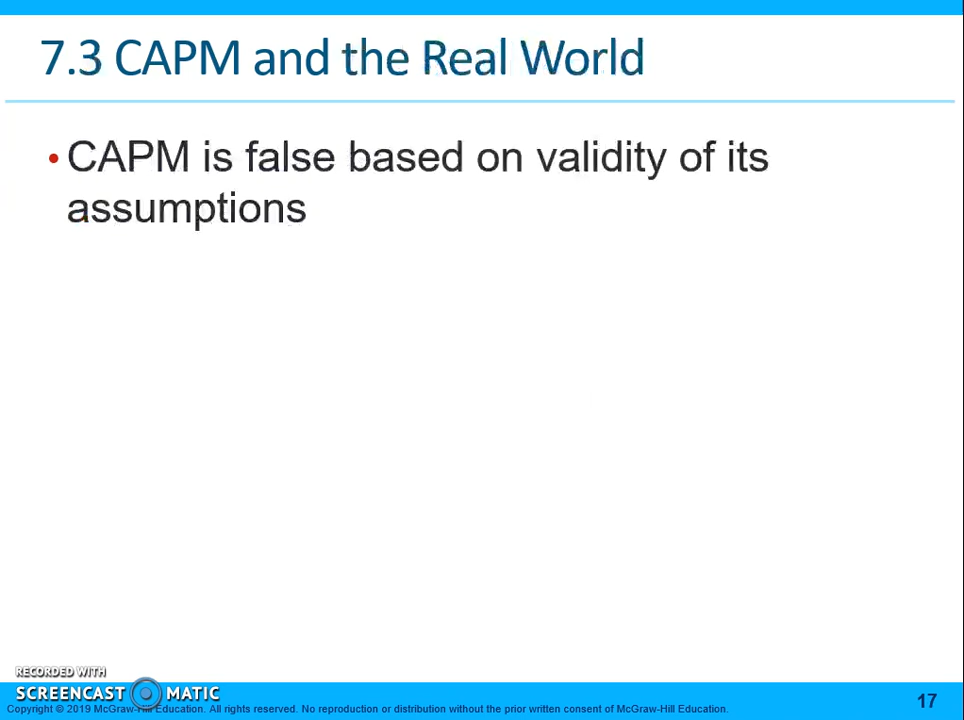 7.3 CAPM and the Real World
• CAPM is false based on validity of its
assumptions
RECORDED WITH
SCREENCAST MATIC
Copyright © 2019 McGraw-Hill Education. All rights reserved. No reproduction or distribution without the prior written consent of McGraw-Hill Education.
17